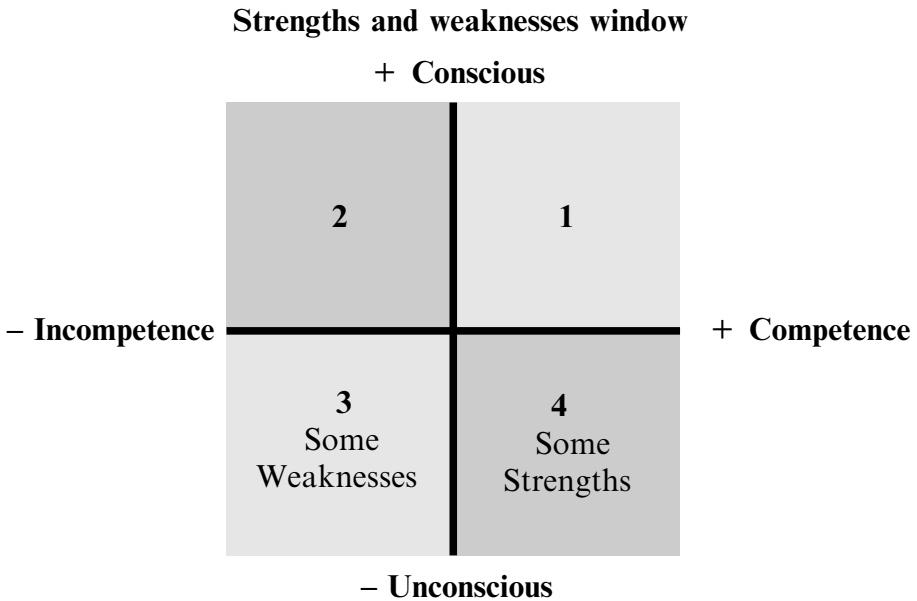 Strengths and weaknesses window
+ Conscious
2
1
– Incompetence
+ Competence
3
Some
Weaknesses
4
Some
Strengths
– Unconscious